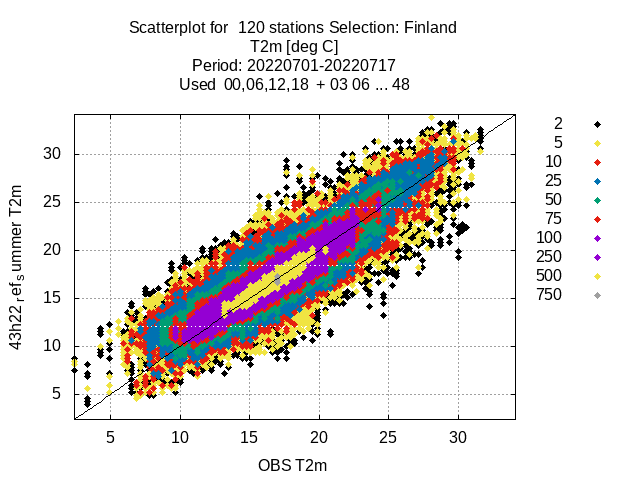 Scatterplot for 120 stations Selection: Finland
T2m [deg C]
Period: 20220701-20220717
Used 00,06,12,18 + 03 06 ... 48
2
5
10
25
50
75
100
250
500
750
30
25
20
15
10
5
43h22_ref_summer T2m
5 10 15 20 25 30
OBS T2m